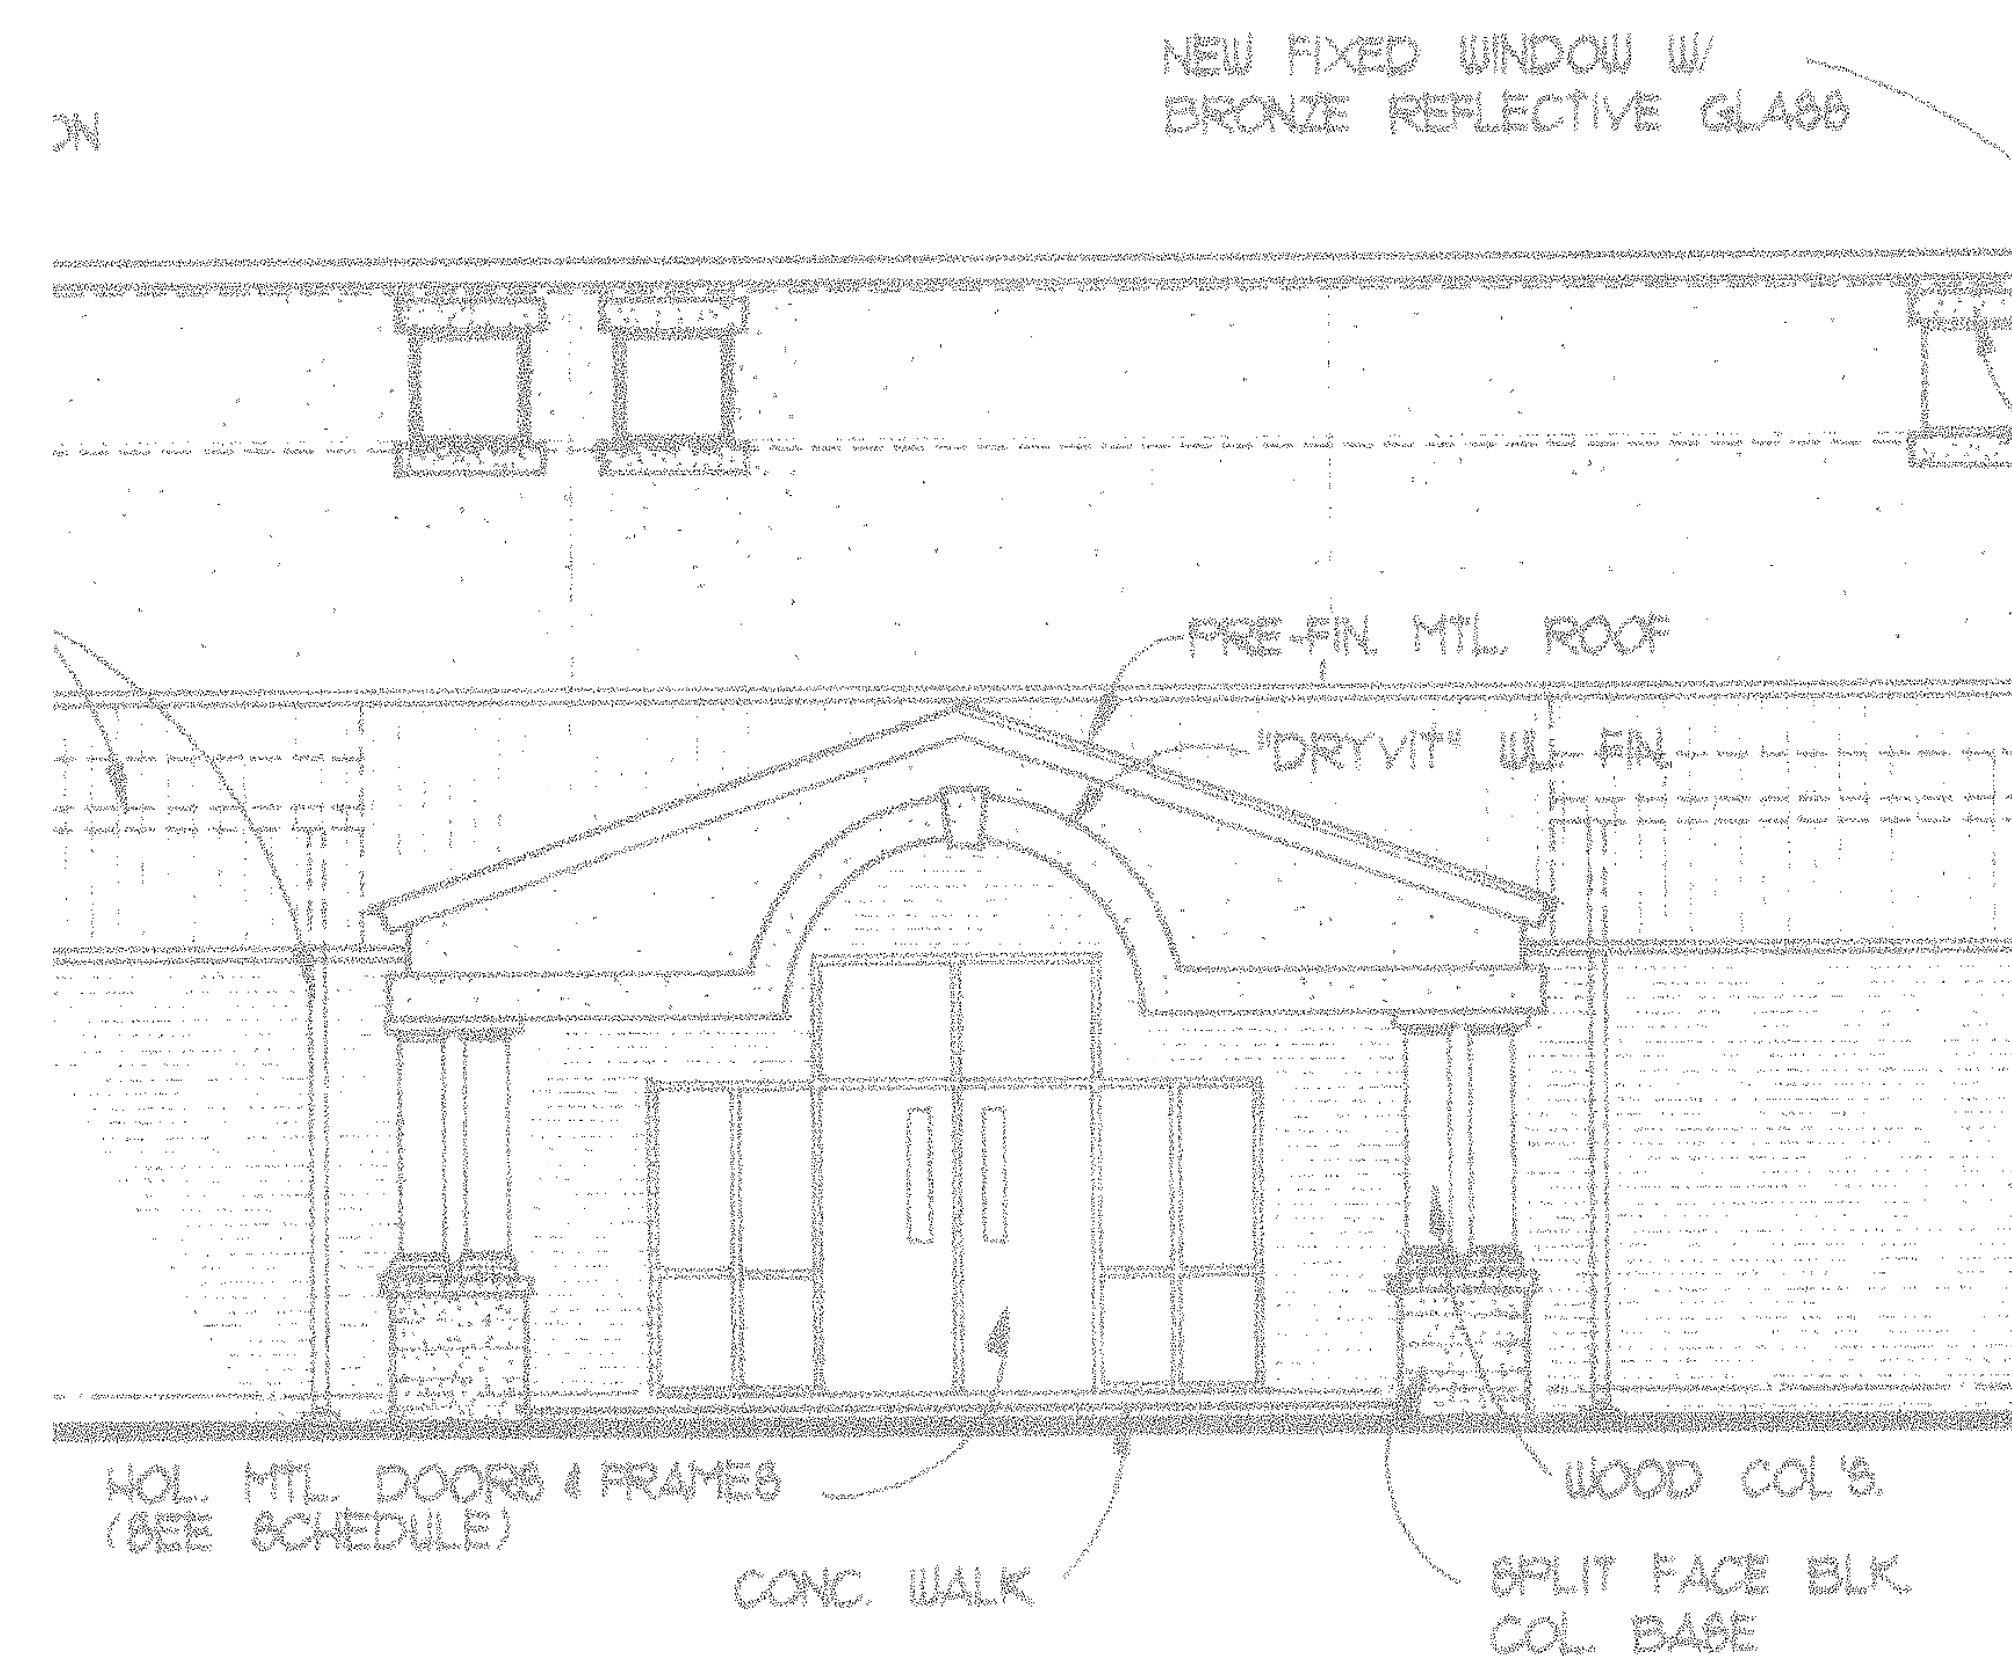 NEW FIXED WINDOW W/
BRONZE REFLECTIVE GLASS
ON
PRE-FIN. MTL. ROOF
"DRYVIT" W. FIN.
HOL. MTL. DOORS & FRAMES
(SEE SCHEDULE)
CONC. WALK
WOOD COL'S.
SPLIT FACE BLK.
COL. BASE